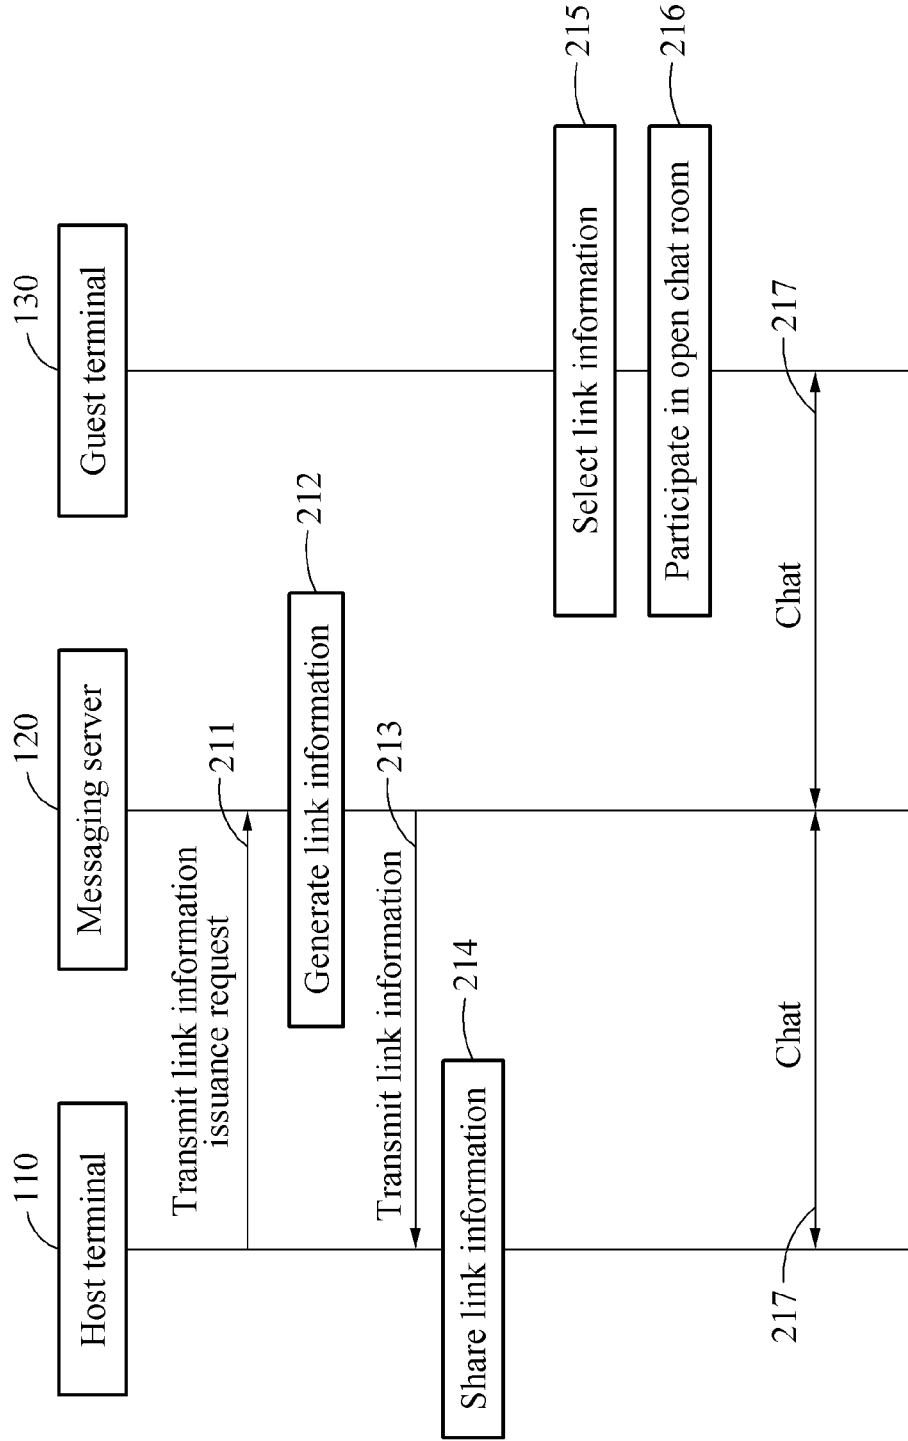 110
120
130
Host terminal
Messaging server
Guest terminal
Transmit link information
issuance request
211
212
Generate link information
Transmit link information
213
214
Share link information
215
Select link information
216
Participate in open chat room
217
Chat
Chat
217